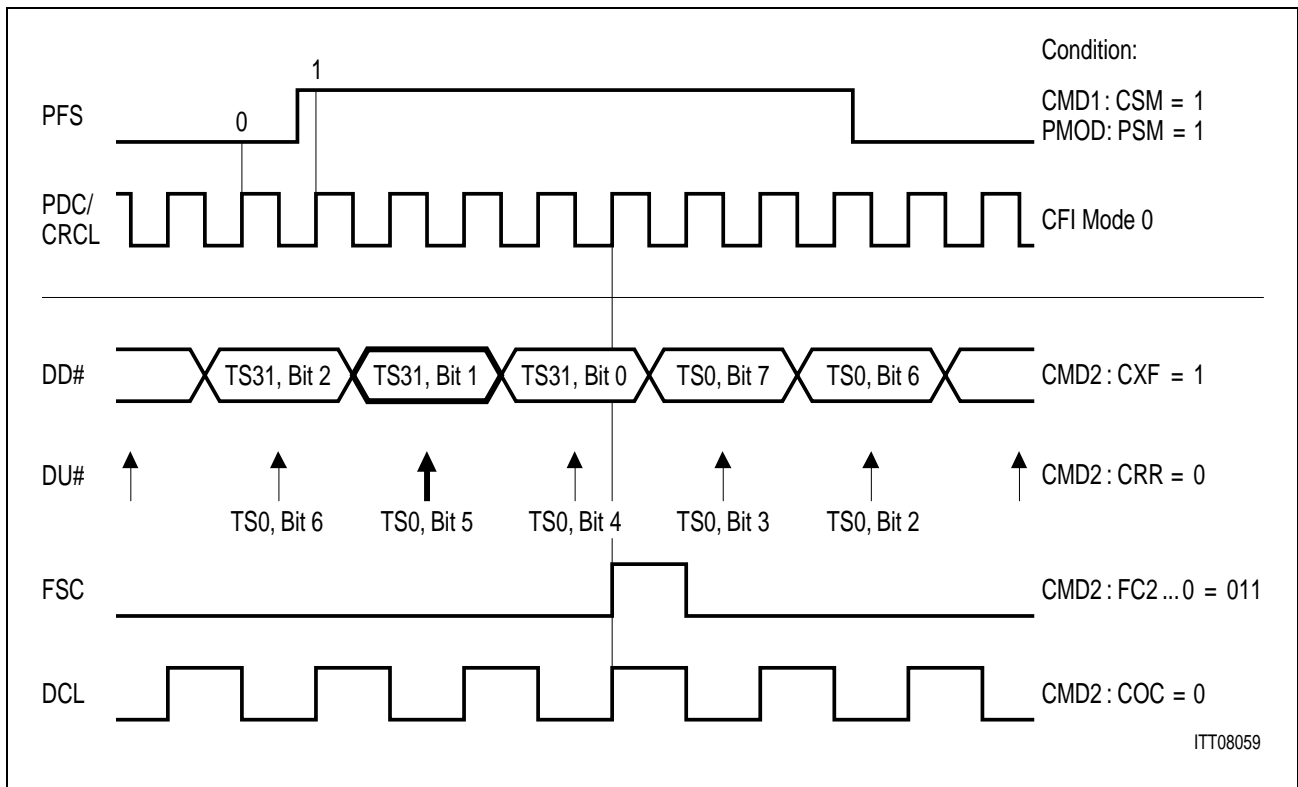 Condition:
1
PFS
0
CMD1: CSM = 1
PMOD: PSM = 1
PDC/
CRCL
CFI Mode 0
DD#
TS31, Bit 2
TS31, Bit 1
TS31, Bit 0
TS0, Bit 7
TS0, Bit 6
CMD2 : CXF = 1
DU#
CMD2 : CRR = 0
TS0, Bit 6
TS0, Bit 5
TS0, Bit 4
TS0, Bit 3
TS0, Bit 2
FSC
CMD2 : FC2 ... 0 = 011
DCL
CMD2 : COC = 0
ITT08059